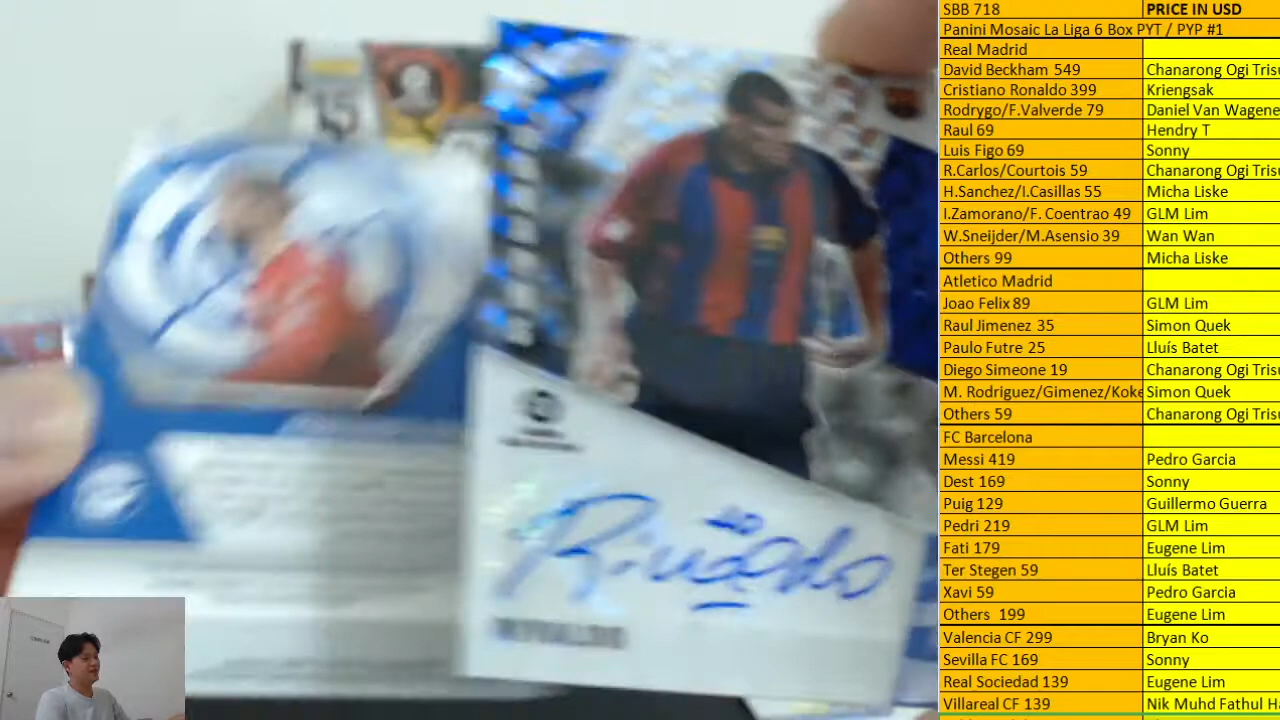 15
Rivaldo
RIVALDO
SBB 718 PRICE IN USD
Panini Mosaic La Liga 6 Box PYT / PYP #1
Real Madrid
David Beckham 549 Chanarong Ogi Trisu
Cristiano Ronaldo 399 Kriengsak
Rodrygo/F.Valverde 79 Daniel Van Wagene
Raul 69 Hendry T
Luis Figo 69 Sonny
R.Carlos/Courtois 59 Chanarong Ogi Trisu
H.Sanchez/I.Casillas 55 Micha Liske
I.Zamorano/F. Coentrao 49 GLM Lim
W.Sneijder/M.Asensio 39 Wan Wan
Others 99 Micha Liske
Atletico Madrid
Joao Felix 89 GLM Lim
Raul Jimenez 35 Simon Quek
Paulo Futre 25 Lluís Batet
Diego Simeone 19 Chanarong Ogi Trisu
M. Rodriguez/Gimenez/Koke Simon Quek
Others 59 Chanarong Ogi Trisu
FC Barcelona
Messi 419 Pedro Garcia
Dest 169 Sonny
Puig 129 Guillermo Guerra
Pedri 219 GLM Lim
Fati 179 Eugene Lim
Ter Stegen 59 Lluís Batet
Xavi 59 Pedro Garcia
Others 199 Eugene Lim
Valencia CF 299 Bryan Ko
Sevilla FC 169 Sonny
Real Sociedad 139 Eugene Lim
Villareal CF 139 Nik Muhd Fathul Ha